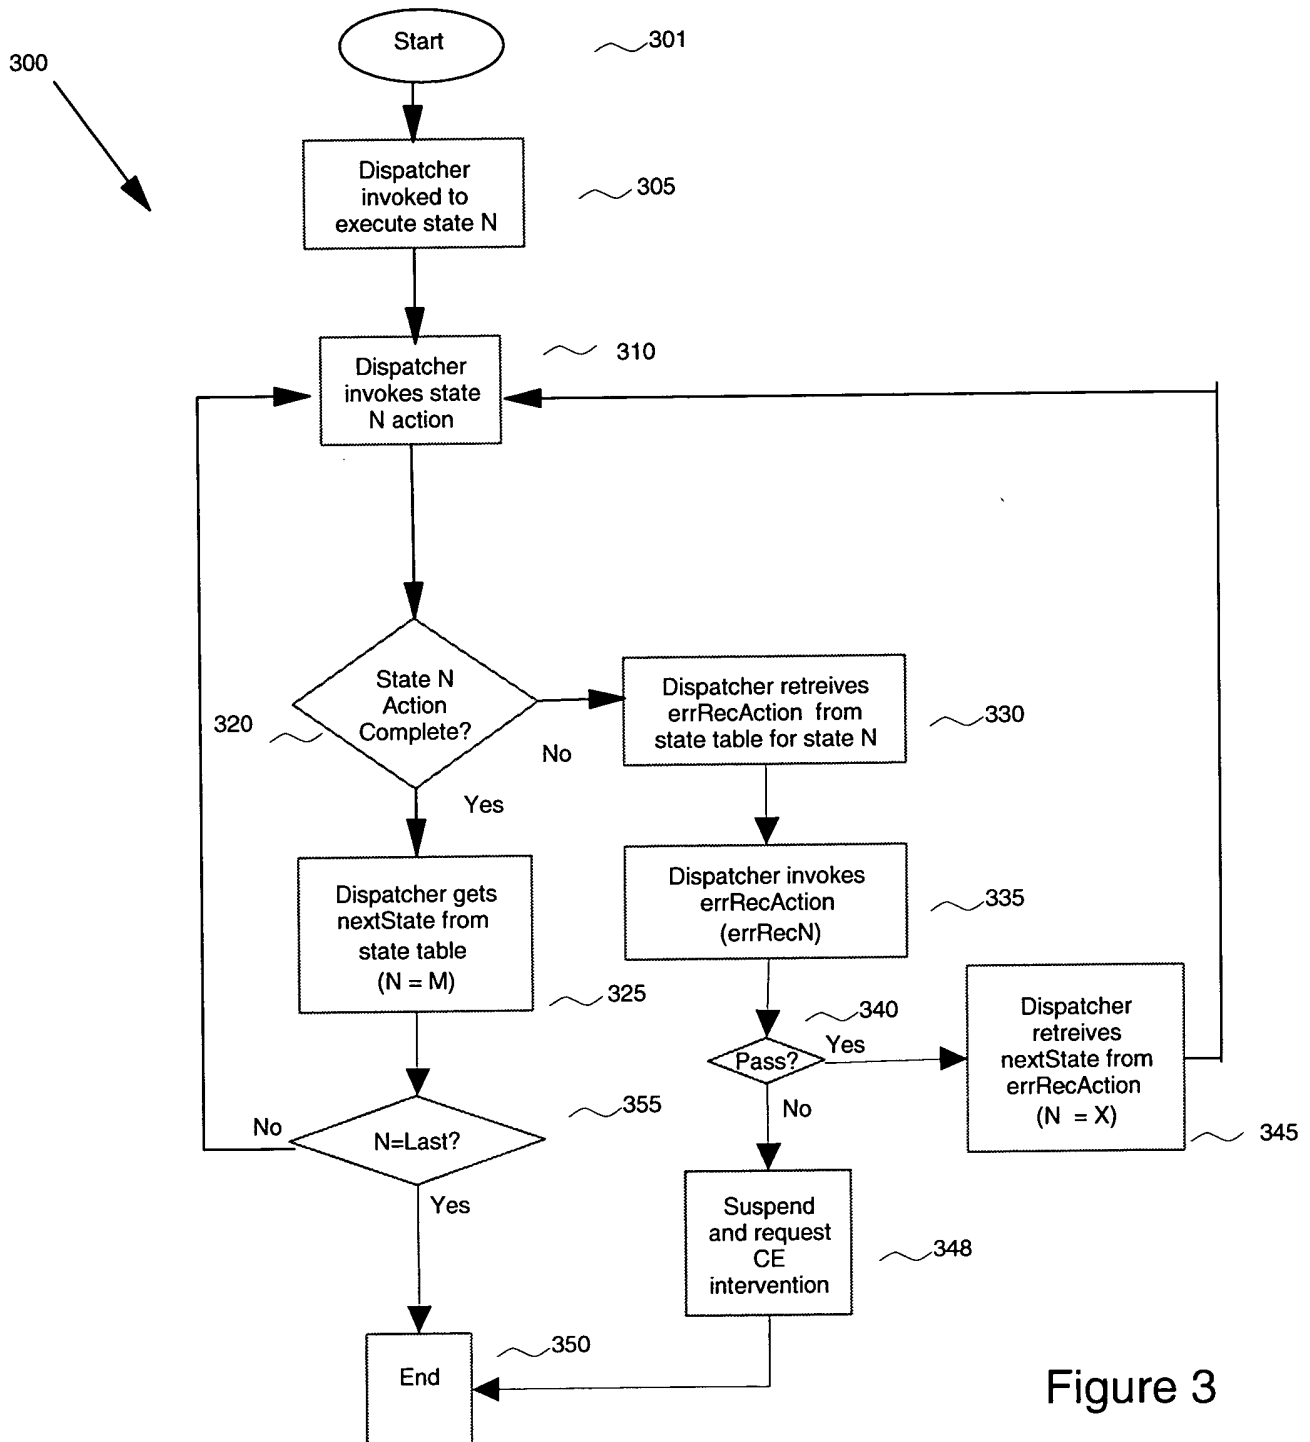 Start
301
300
Dispatcher
invoked to
execute state N
305
Dispatcher
invokes state
N action
310
State N
Action
Complete?
320
No
Yes
Dispatcher retreives
errRecAction from
state table for state N
330
Dispatcher gets
nextState from
state table
(N = M)
325
Dispatcher invokes
errRecAction
(errRecN)
335
340
Pass?
Yes
No
Dispatcher
retreives
nextState from
errRecAction
(N = X)
345
N=Last?
355
No
Yes
Suspend
and request
CE
intervention
348
End
350
Figure 3